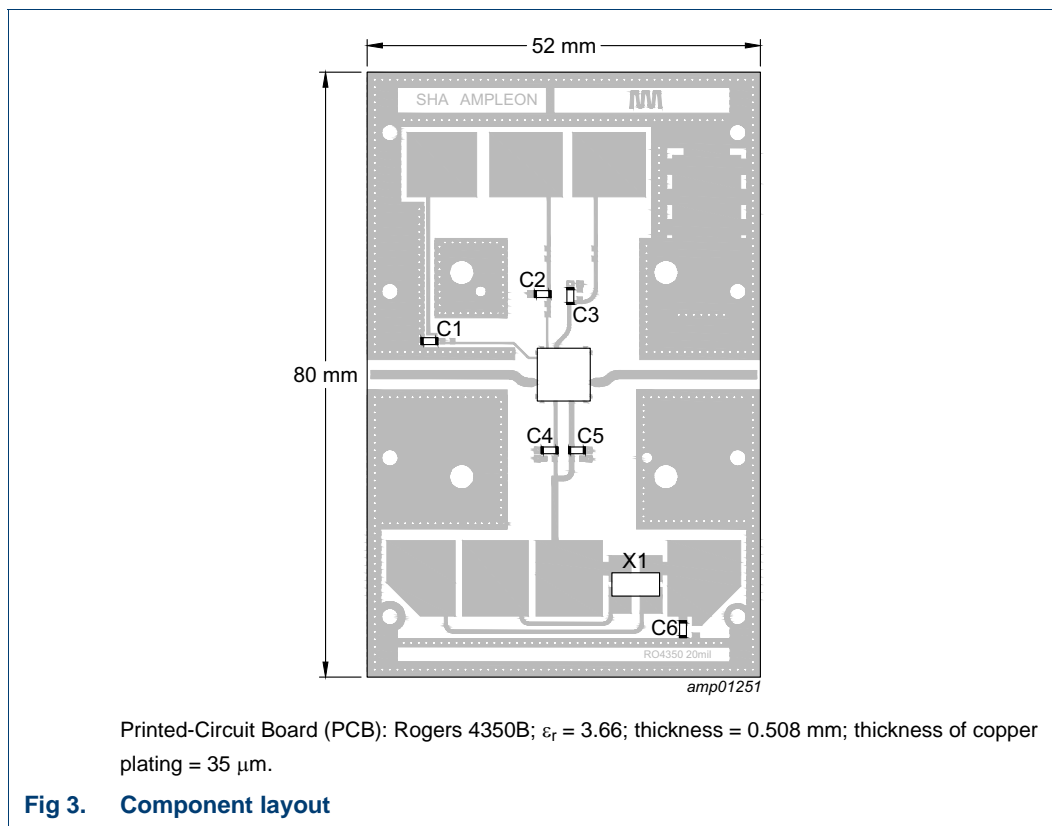 52 mm
SHA AMPLEON
C2
C3
C1
80 mm
C4 C5
X1
C6
RO4350 20mil
amp01251
Printed-Circuit Board (PCB): Rogers 4350B; εr = 3.66; thickness = 0.508 mm; thickness of copper
plating = 35 μm.
Fig 3. Component layout